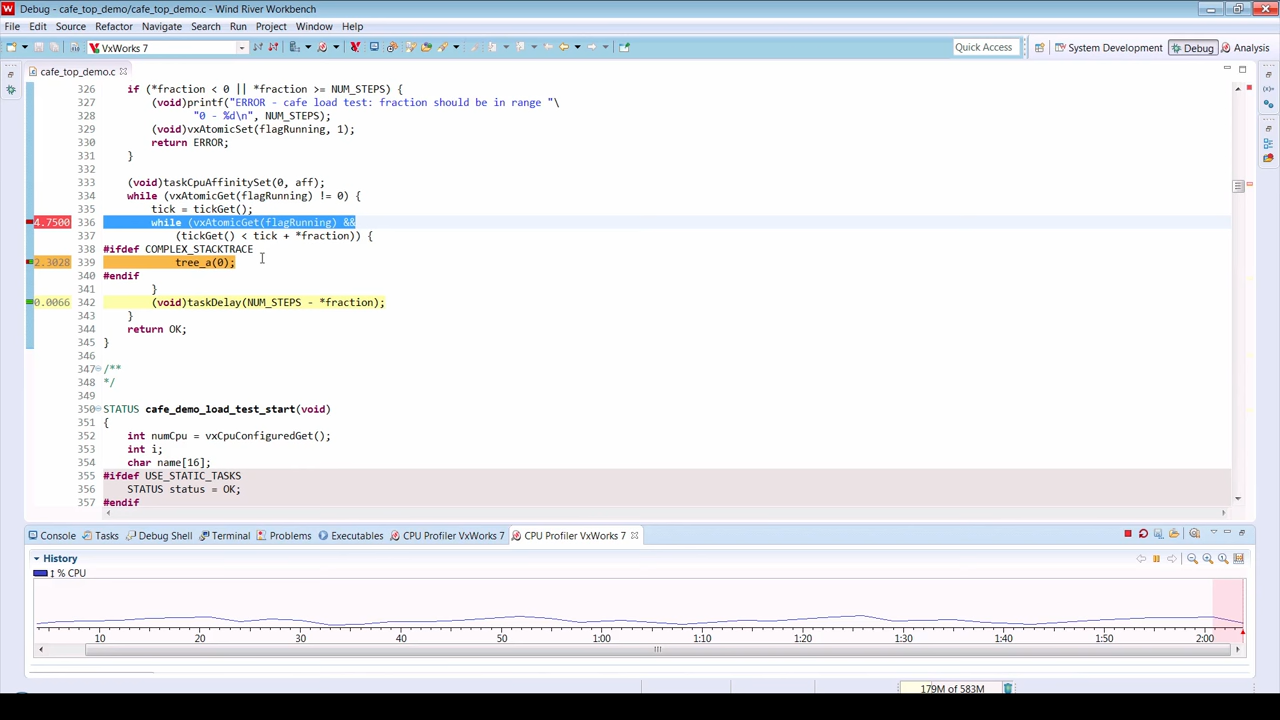 Debug - cafe_top_demo/cafe_top_demo.c - Wind River Workbench
File Edit Source Refactor Navigate Search Run Project Window Help
VxWorks 7 Quick Access System Development Debug Analysis
cafe_top_demo.c
326 if (*fraction < 0 || *fraction >= NUM_STEPS) {
327 (void)printf("ERROR - cafe load test: fraction should be in range "\
328 "0 - %d\n", NUM_STEPS);
329 (void)vxAtomicSet(flagRunning, 1);
330 return ERROR;
331 }
332
333 (void)taskCpuAffinitySet(0, aff);
334 while (vxAtomicGet(flagRunning) != 0) {
335 tick = tickGet();
4.7500 336 while (vxAtomicGet(flagRunning) &&
337 (tickGet() < tick + *fraction)) {
338 #ifdef COMPLEX_STACKTRACE
2.3028 339 tree_a(0);
340 #endif
341 }
0.0066 342 (void)taskDelay(NUM_STEPS - *fraction);
343 }
344 return OK;
345 }
346
347 /**
348 */
349
350 STATUS cafe_demo_load_test_start(void)
351 {
352 int numCpu = vxCpuConfiguredGet();
353 int i;
354 char name[16];
355 #ifdef USE_STATIC_TASKS
356 STATUS status = OK;
357 #endif
Console Tasks Debug Shell Terminal Problems Executables CPU Profiler VxWorks 7 CPU Profiler VxWorks 7
History
% CPU
10 20 30 40 50 1:00 1:10 1:20 1:30 1:40 1:50 2:00
179M of 583M